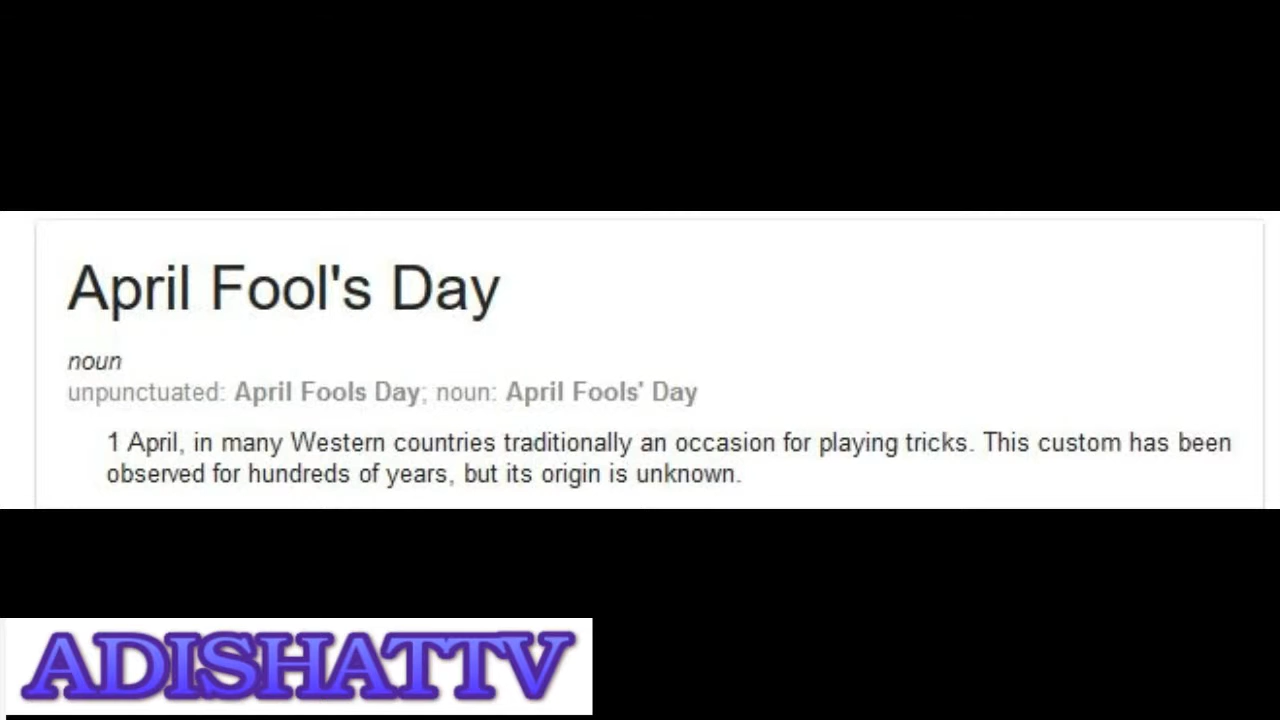 April Fool's Day
noun
unpunctuated: April Fools Day; noun: April Fools' Day
1 April, in many Western countries traditionally an occasion for playing tricks. This custom has been
observed for hundreds of years, but its origin is unknown.
ADISHATTV